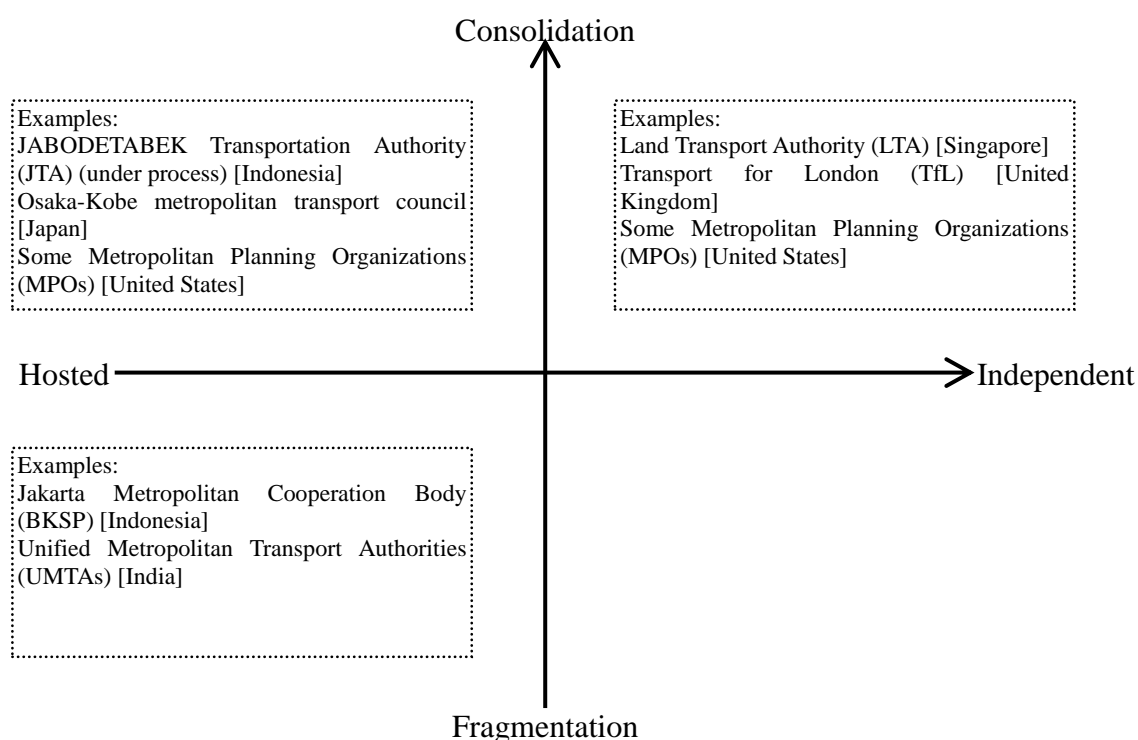 Consolidation
Examples:
JABODETABEK Transportation Authority
(JTA) (under process) [Indonesia]
Osaka-Kobe metropolitan transport council
[Japan]
Some Metropolitan Planning Organizations
(MPOs) [United States]
Examples:
Land Transport Authority (LTA) [Singapore]
Transport for London (TfL) [United
Kingdom]
Some Metropolitan Planning Organizations
(MPOs) [United States]
Hosted
Independent
Examples:
Jakarta Metropolitan Cooperation Body
(BKSP) [Indonesia]
Unified Metropolitan Transport Authorities
(UMTAs) [India]
Fragmentation